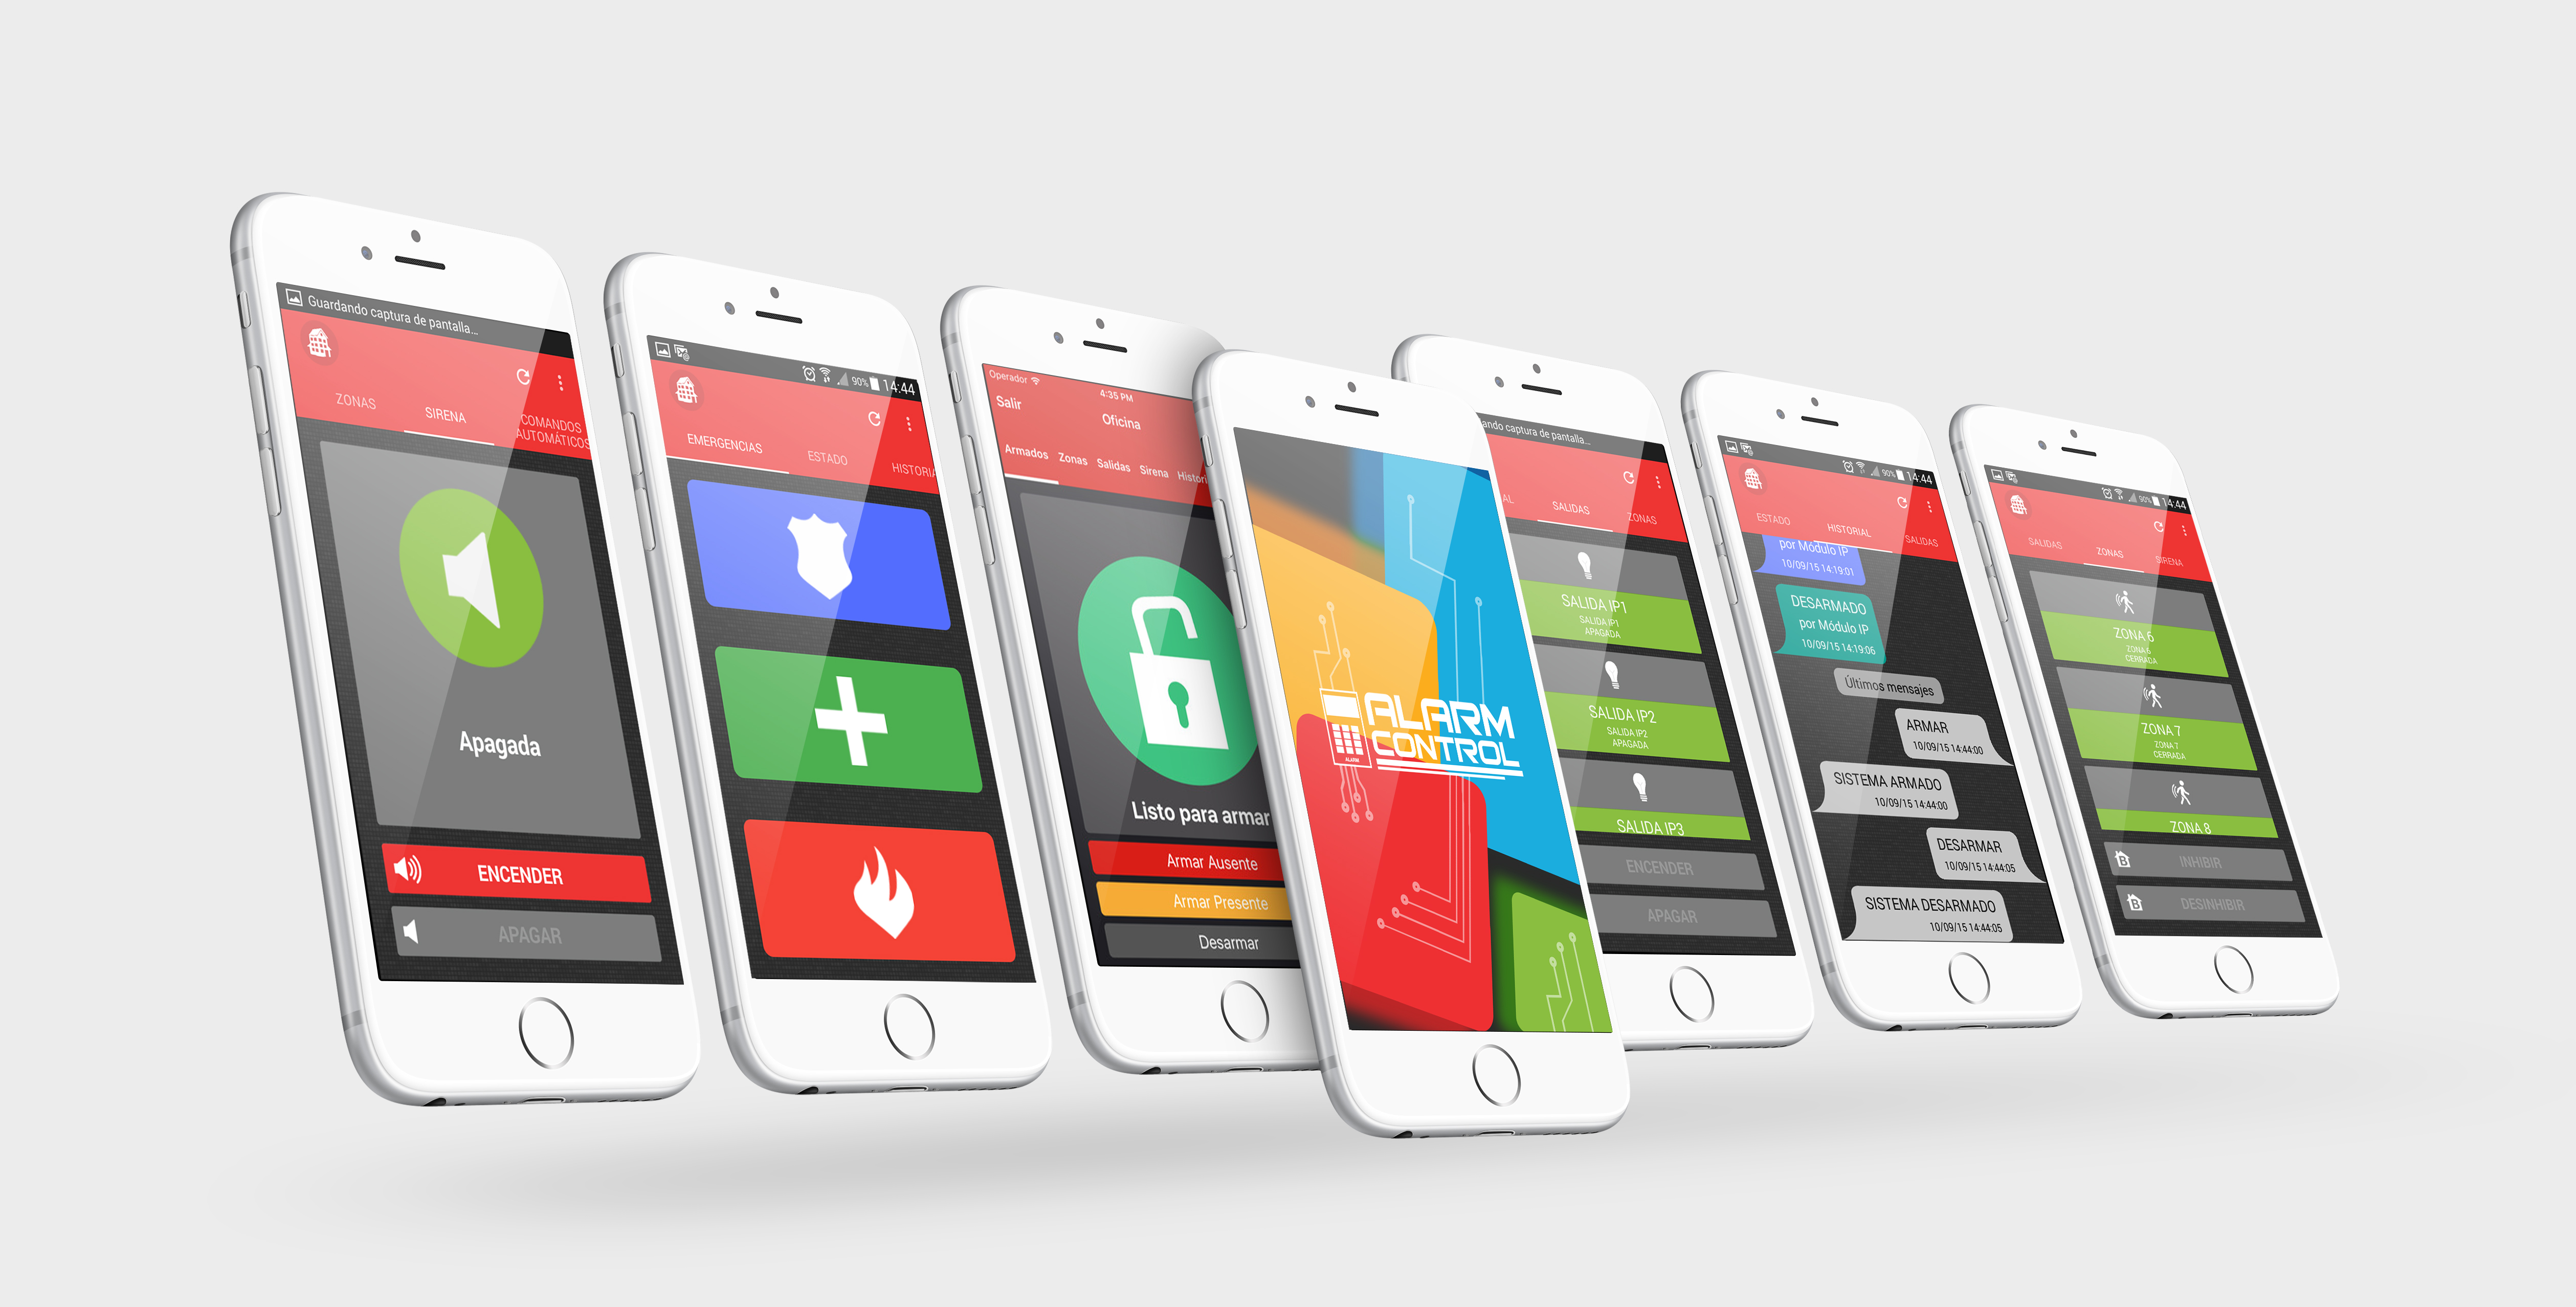 Guardando captura de pantalla...
ZONAS
SIRENA
COMANDOS
AUTOMÁTICOS
Apagada
ENCENDER
APAGAR
90% 14:44
EMERGENCIAS
ESTADO
HISTORIA
Operador
4:35 PM
Salir
Oficina
Armados
Zonas
Salidas
Sirena
Histori
Listo para armar
Armar Ausente
Armar Presente
Desarmar
ALARM
CONTROL
ALARM
ando captura de pantalla...
AL
SALIDAS
ZONAS
SALIDA IP1
SALIDA IP1
APAGADA
SALIDA IP2
SALIDA IP2
APAGADA
SALIDA IP3
ENCENDER
APAGAR
90% 14:44
ESTADO
HISTORIAL
SALIDAS
por Módulo IP
10/09/15 14:19:01
DESARMADO
por Módulo IP
10/09/15 14:19:06
Últimos mensajes
ARMAR
10/09/15 14:44:00
SISTEMA ARMADO
10/09/15 14:44:00
DESARMAR
10/09/15 14:44:05
SISTEMA DESARMADO
10/09/15 14:44:05
90% 14:44
SALIDAS
ZONAS
SIRENA
ZONA 6
ZONA 6
CERRADA
ZONA 7
ZONA 7
CERRADA
ZONA 8
B INHIBIR
B DESINHIBIR